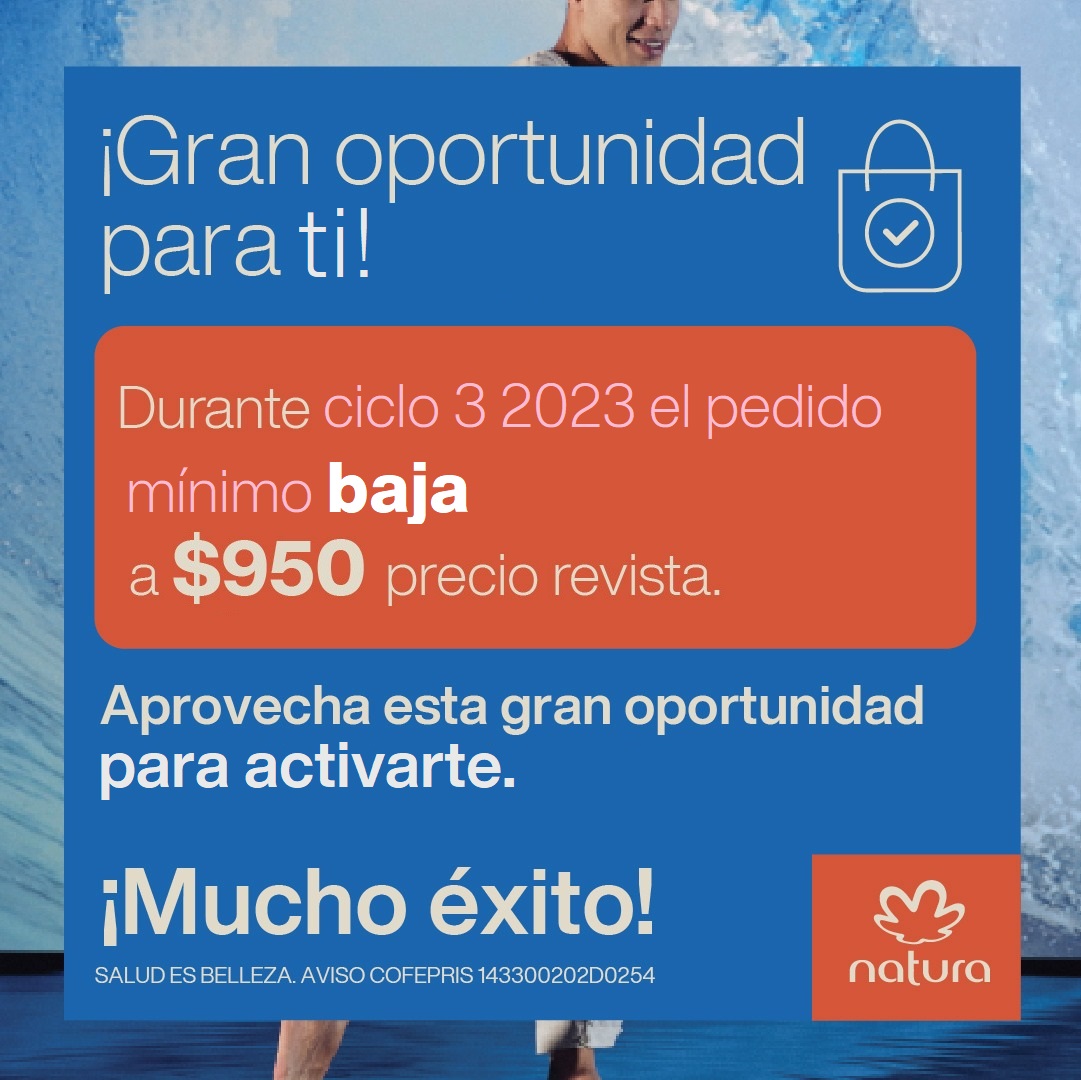 ¡Gran oportunidad
para ti!
Durante ciclo 3 2023 el pedido
mínimo baja
a $950 precio revista.
Aprovecha esta gran oportunidad
para activarte.
¡Mucho éxito!
SALUD ES BELLEZA. AVISO COFEPRIS 143300202D0254
natura